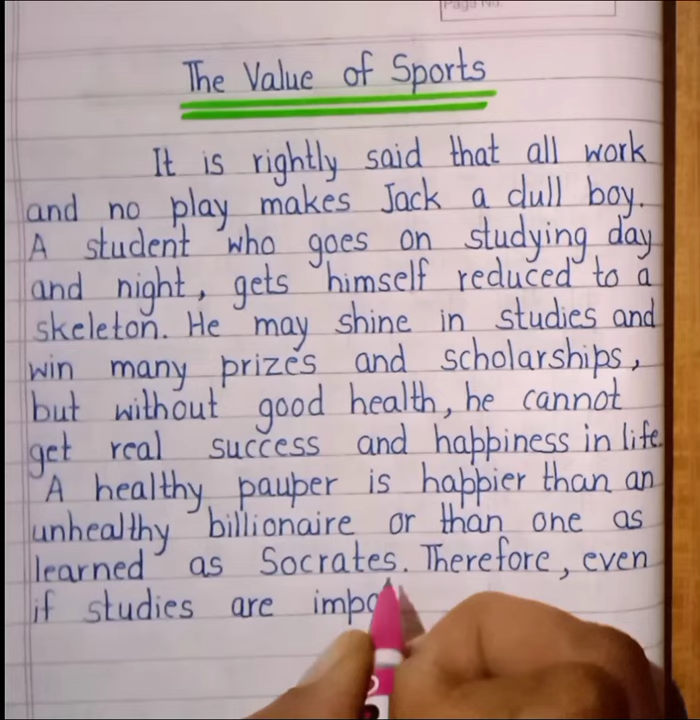 Page No.
The Value of Sports
It is rightly said that all work
and no play makes Jack a dull boy.
A student who goes on studying day
and night, gets himself reduced to a
skeleton. He may shine in studies and
win many prizes and scholarships,
but without good health, he cannot
get real success and happiness in life.
A healthy pauper is happier than an
unhealthy billionaire or than one as
learned as Socrates. Therefore, even
if studies are impo